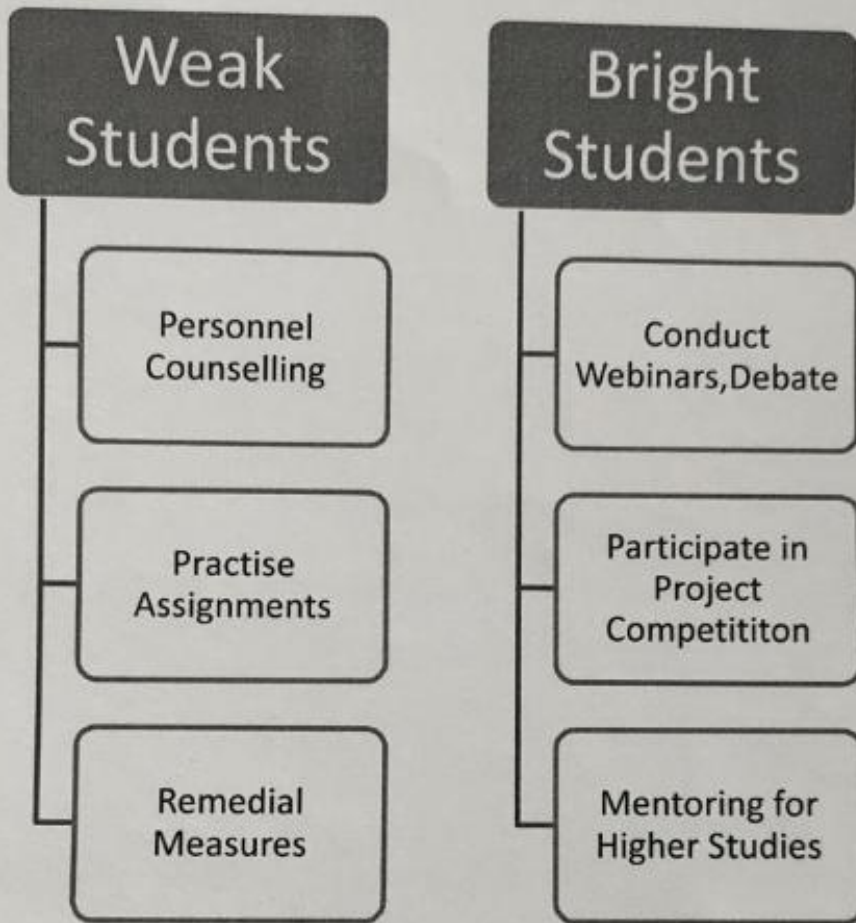 Weak
Students
Personnel
Counselling
Practise
Assignments
Remedial
Measures
Bright
Students
Conduct
Webinars,Debate
Participate in
Project
Competititon
Mentoring for
Higher Studies